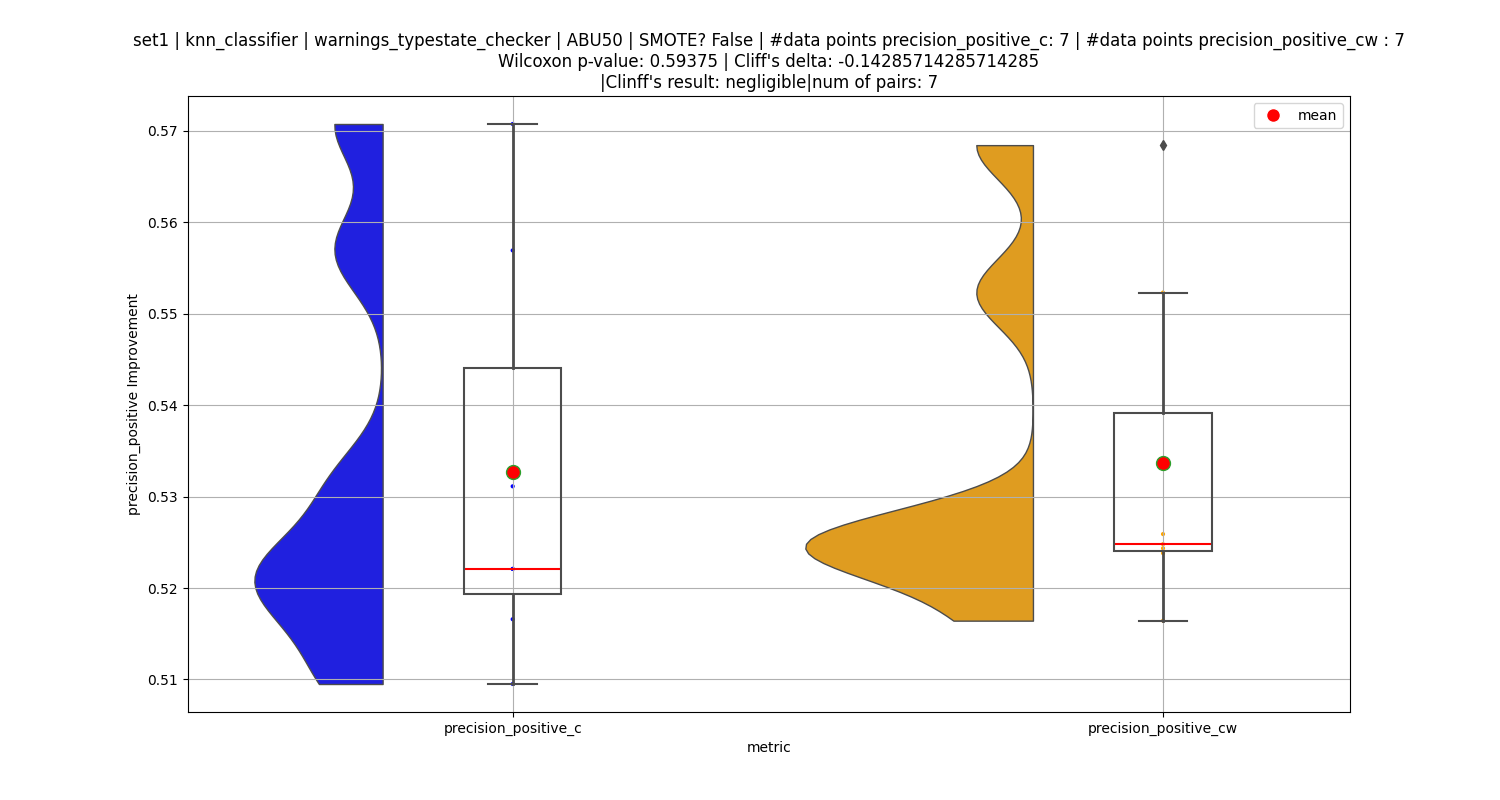 set1 | knn_classifier | warnings_typestate_checker | ABU50 | SMOTE? False | #data points precision_positive_c: 7 | #data points precision_positive_cw : 7
Wilcoxon p-value: 0.59375 | Cliff's delta: -0.14285714285714285
|Clinff's result: negligible|num of pairs: 7
mean
0.57
0.56
0.55
0.54
0.53
0.52
0.51
precision_positive Improvement
precision_positive_c
precision_positive_cw
metric